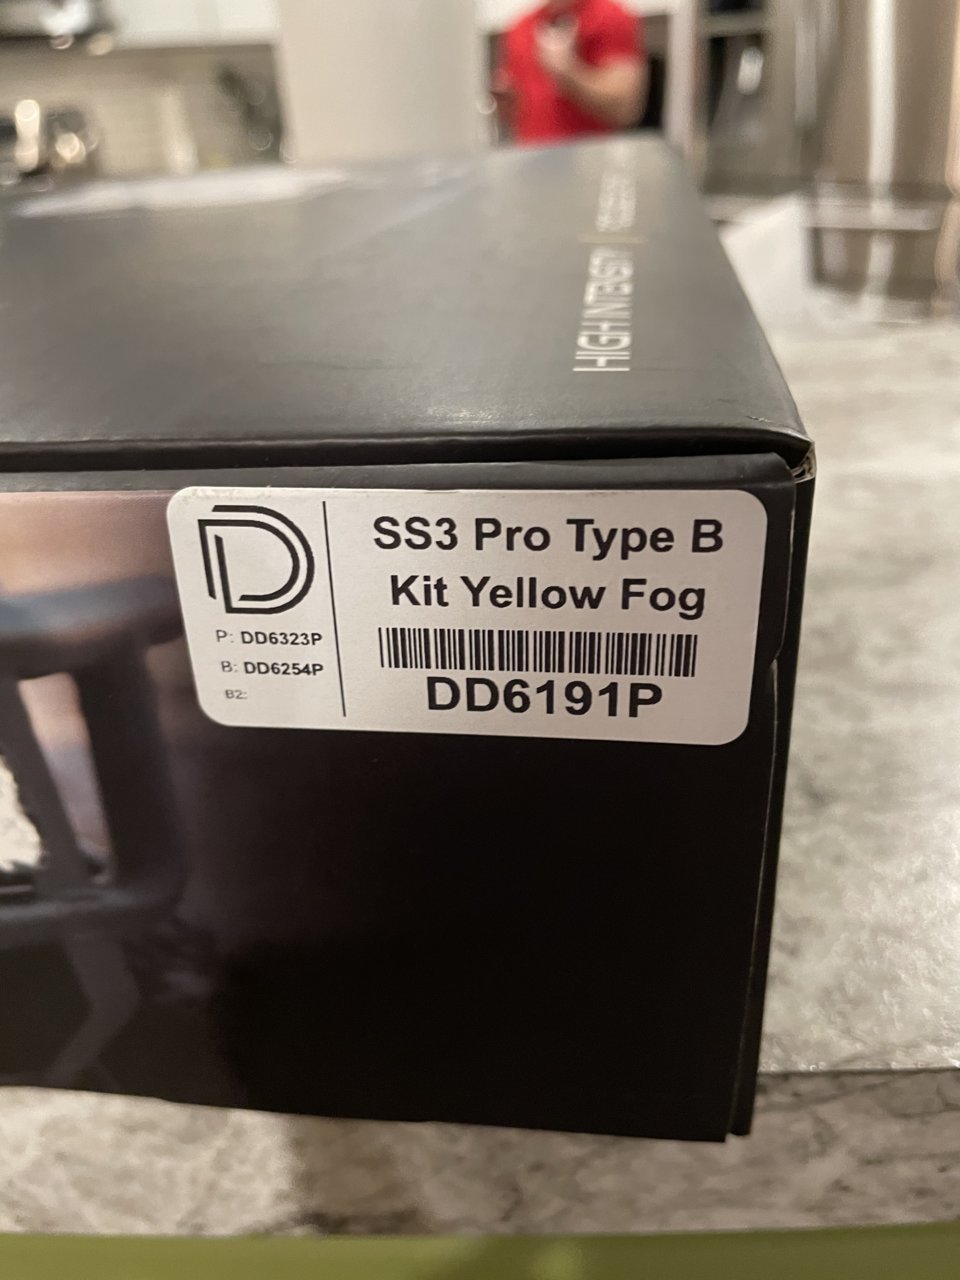 HIGH INTENSITY |
SS3 Pro Type B
Kit Yellow Fog
DD6191P
P: DD6323P
B: DD6254P
B2: